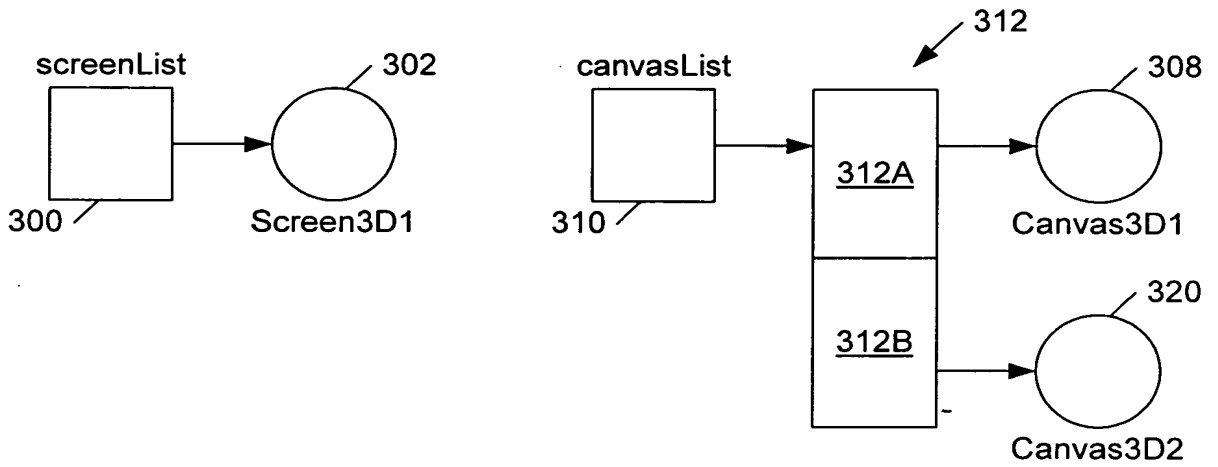 screenList
302
300
Screen3D1
312
canvasList
308
312A
310
Canvas3D1
320
312B
Canvas3D2